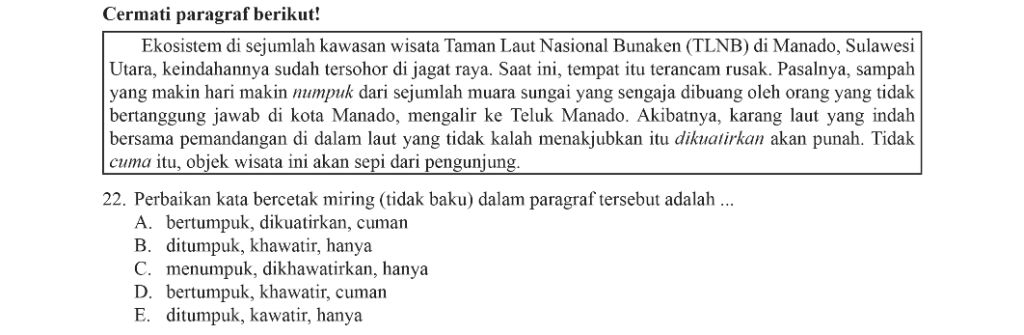 Cermati paragraf berikut!
Ekosistem di sejumlah kawasan wisata Taman Laut Nasional Bunaken (TLNB) di Manado, Sulawesi
Utara, keindahannya sudah tersohor di jagat raya. Saat ini, tempat itu terancam rusak. Pasalnya, sampah
yang makin hari makin numpuk dari sejumlah muara sungai yang sengaja dibuang oleh orang yang tidak
bertanggung jawab di kota Manado, mengalir ke Teluk Manado. Akibatnya, karang laut yang indah
bersama pemandangan di dalam laut yang tidak kalah menakjubkan itu dikuatirkan akan punah. Tidak
cuma itu, objek wisata ini akan sepi dari pengunjung.
22. Perbaikan kata bercetak miring (tidak baku) dalam paragraf tersebut adalah ...
A. bertumpuk, dikuatirkan, cuman
B. ditumpuk, khawatir, hanya
C. menumpuk, dikhawatirkan, hanya
D. bertumpuk, khawatir, cuman
E. ditumpuk, kawatir, hanya